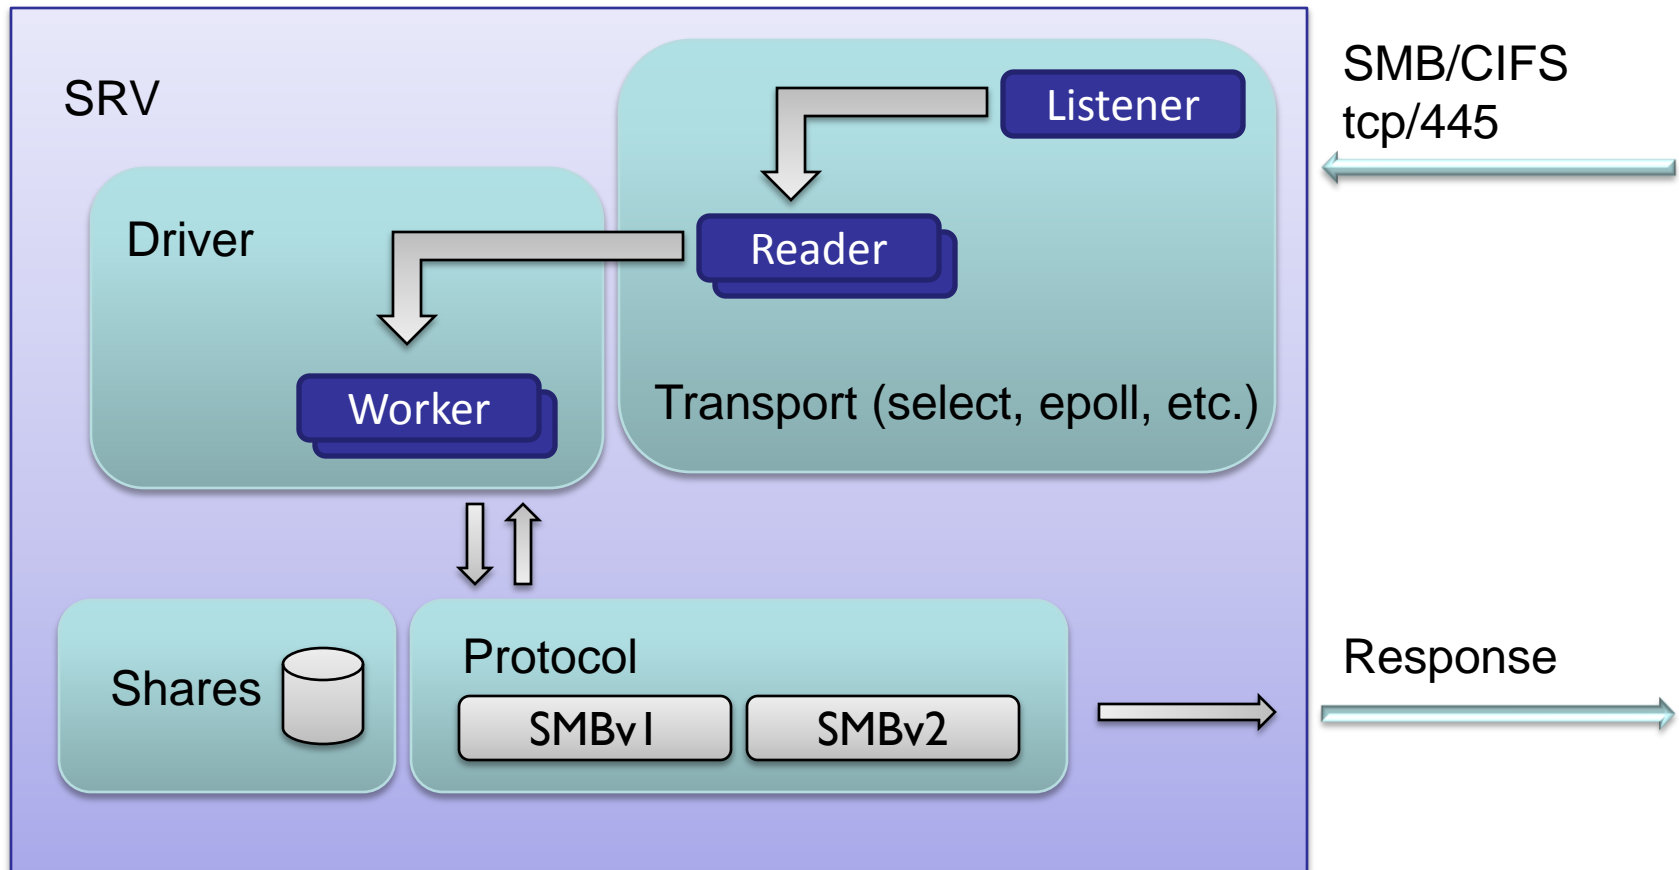 SRV
SMB/CIFS
tcp/445
Listener
Driver
Reader
Transport (select, epoll, etc.)
Worker
Shares
Protocol
SMBv1
SMBv2
Response